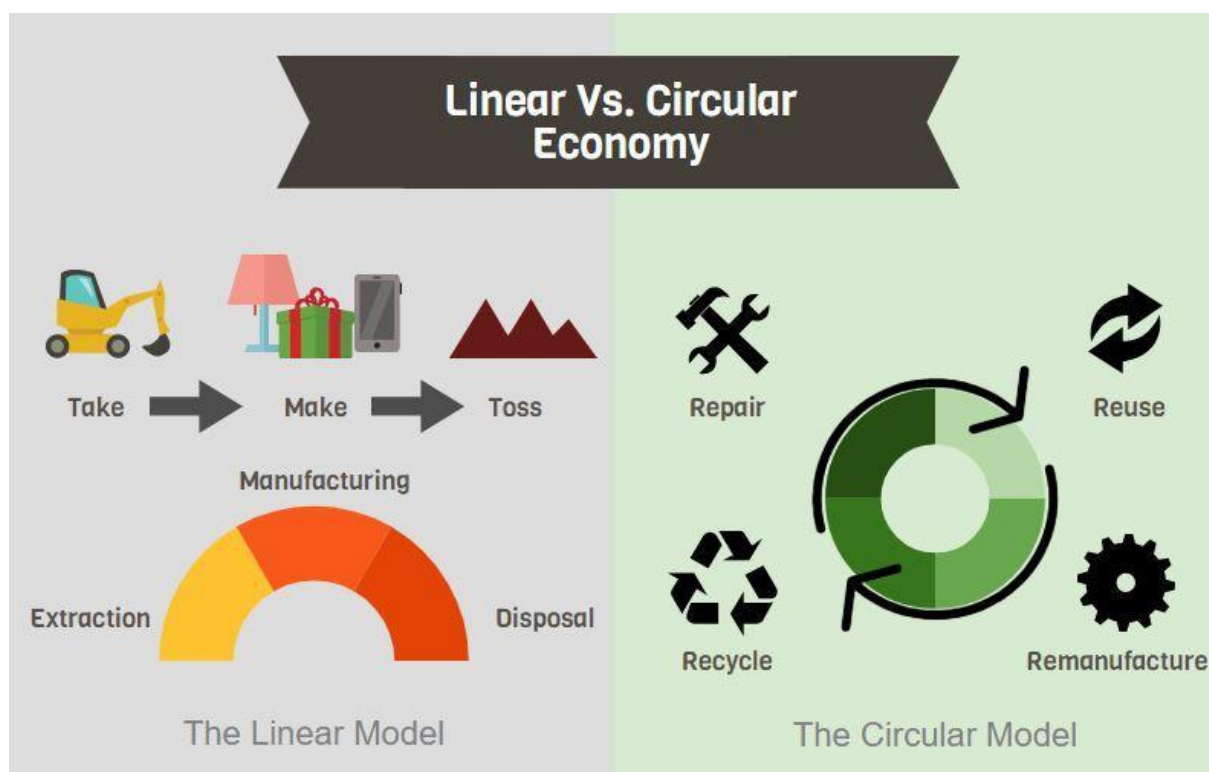 Linear Vs. Circular
Economy
Take
Make
Toss
Manufacturing
Extraction
Disposal
The Linear Model
Repair
Reuse
Recycle
Remanufacture
The Circular Model